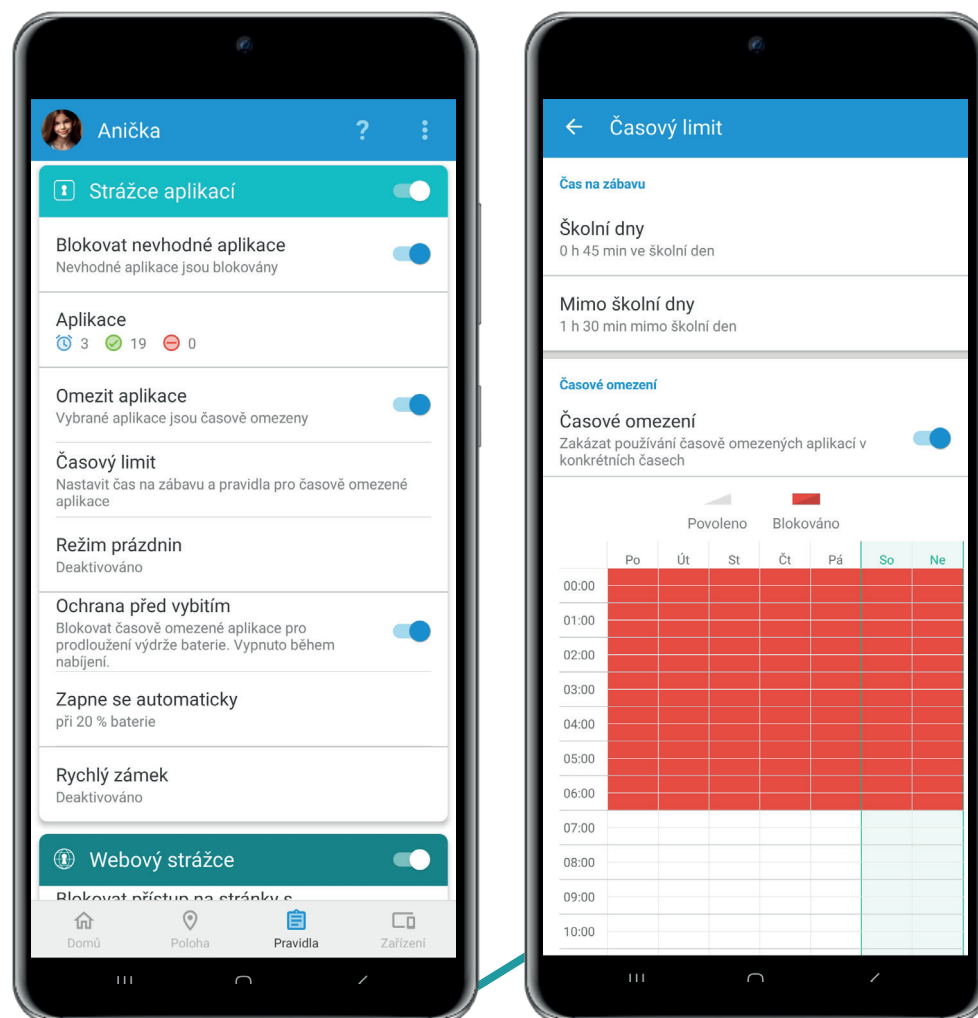 Anička
?
Strážce aplikací
Blokovat nevhodné aplikace
Nevhodné aplikace jsou blokovány
Aplikace
3 19 0
Omezit aplikace
Vybrané aplikace jsou časově omezeny
Časový limit
Nastavit čas na zábavu a pravidla pro časově omezené
aplikace
Režim prázdnin
Deaktivováno
Ochrana před vybitím
Blokovat časově omezené aplikace pro
prodloužení výdrže baterie. Vypnuto během
nabíjení.
Zapne se automaticky
při 20 % baterie
Rychlý zámek
Deaktivováno
Webový strážce
Blokovat přístup na stránky s
Domů Poloha Pravidla Zařízení
Časový limit
Čas na zábavu
Školní dny
0 h 45 min ve školní den
Mimo školní dny
1 h 30 min mimo školní den
Časové omezení
Časové omezení
Zakázat používání časově omezených aplikací v
konkrétních časech
Povoleno Blokováno
Po Út St Čt Pá So Ne
00:00
01:00
02:00
03:00
04:00
05:00
06:00
07:00
08:00
09:00
10:00